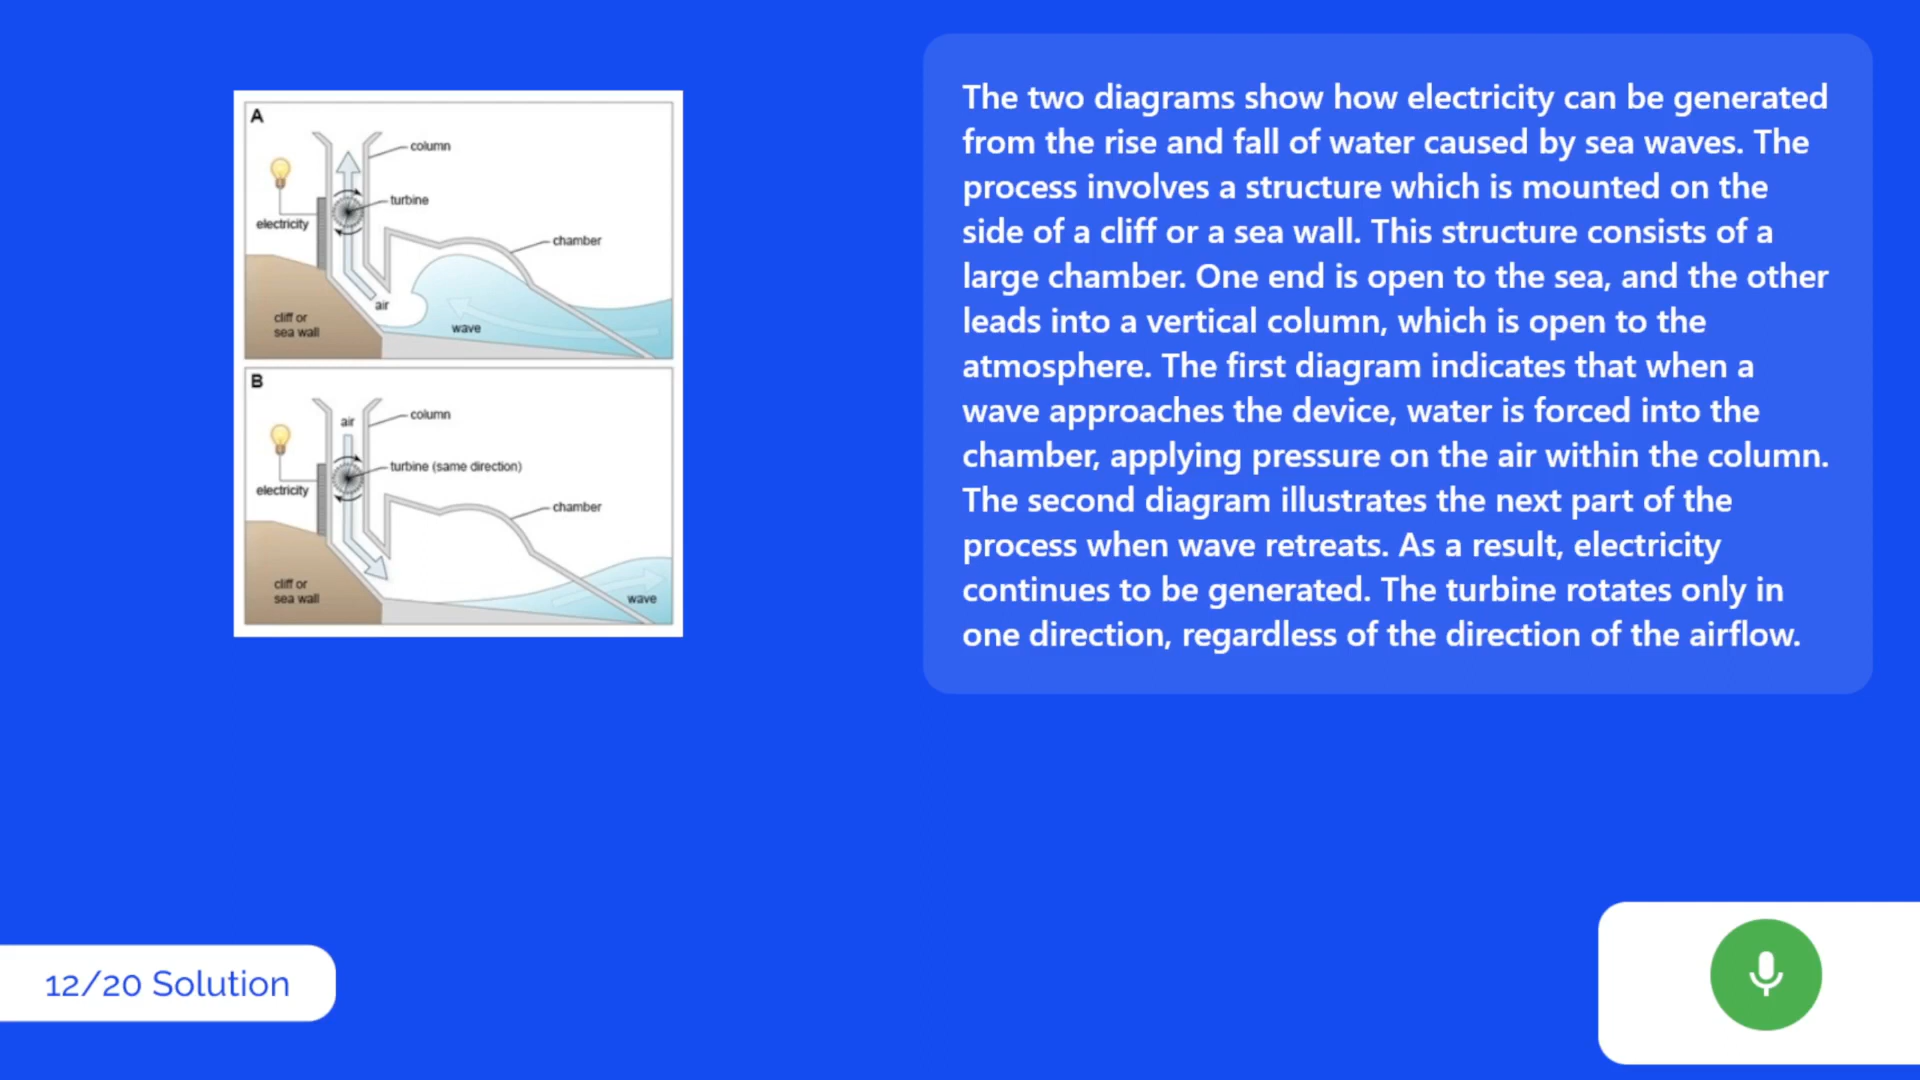 A
column
turbine
electricity
chamber
air
cliff or
sea wall
wave
B
air
column
turbine (same direction)
electricity
chamber
cliff or
sea wall
wave
The two diagrams show how electricity can be generated
from the rise and fall of water caused by sea waves. The
process involves a structure which is mounted on the
side of a cliff or a sea wall. This structure consists of a
large chamber. One end is open to the sea, and the other
leads into a vertical column, which is open to the
atmosphere. The first diagram indicates that when a
wave approaches the device, water is forced into the
chamber, applying pressure on the air within the column.
The second diagram illustrates the next part of the
process when wave retreats. As a result, electricity
continues to be generated. The turbine rotates only in
one direction, regardless of the direction of the airflow.
12/20 Solution